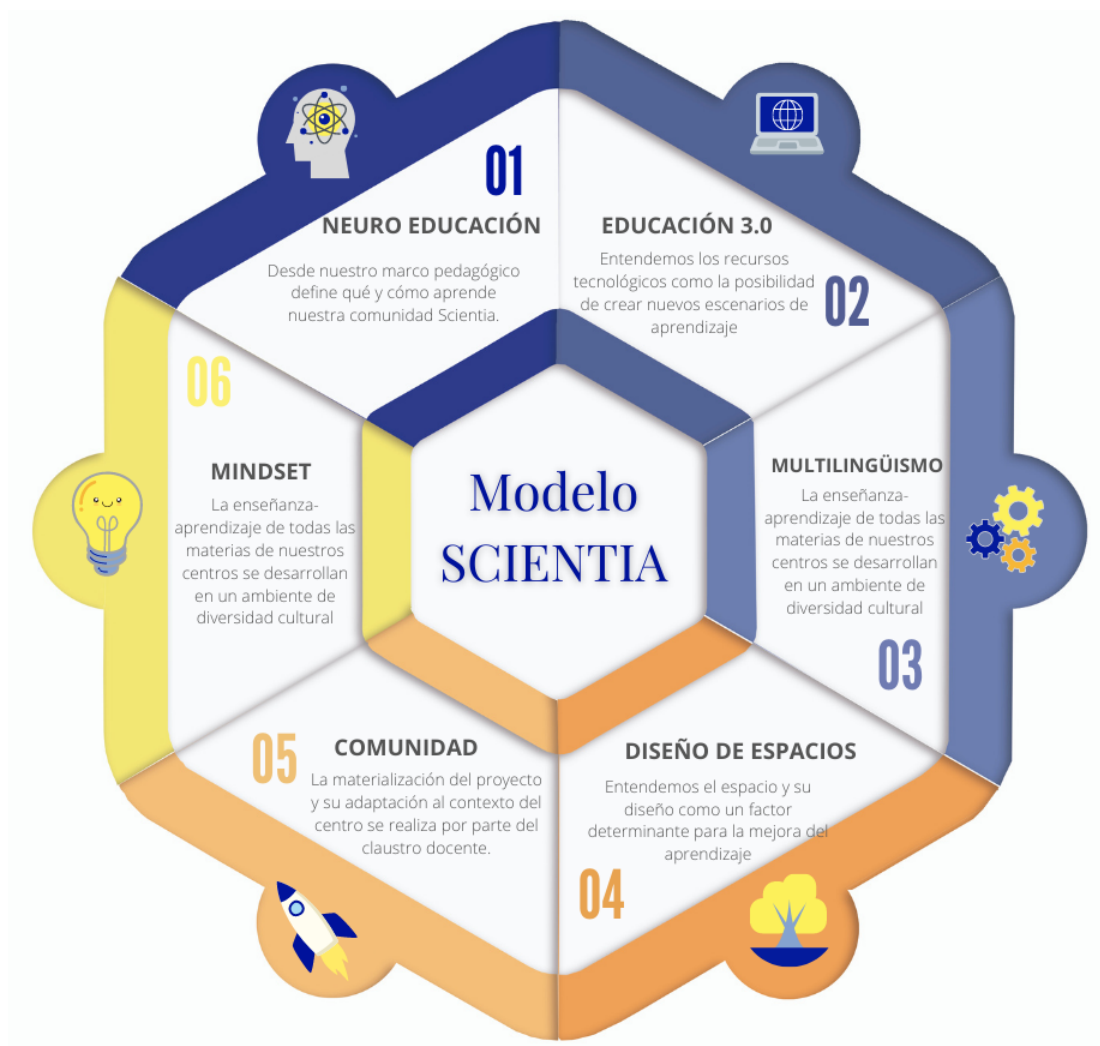 Modelo
SCIENTIA
01
NEURO EDUCACIÓN
Desde nuestro marco pedagógico
define qué y cómo aprende
nuestra comunidad Scientia.
EDUCACIÓN 3.0
Entendemos los recursos
tecnológicos como la posibilidad
de crear nuevos escenarios de
aprendizaje
02
MULTILINGÜISMO
La enseñanza-
aprendizaje de todas las
materias de nuestros
centros se desarrollan
en un ambiente de
diversidad cultural
03
DISEÑO DE ESPACIOS
Entendemos el espacio y su
diseño como un factor
determinante para la mejora del
aprendizaje
04
05
COMUNIDAD
La materialización del proyecto
y su adaptación al contexto del
centro se realiza por parte del
claustro docente.
06
MINDSET
La enseñanza-
aprendizaje de todas las
materias de nuestros
centros se desarrollan
en un ambiente de
diversidad cultural